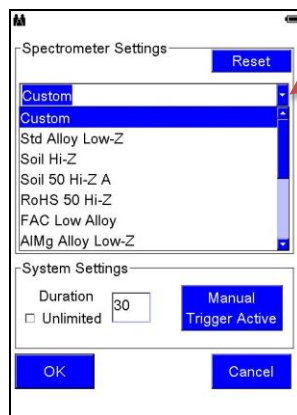 Spectrometer Settings
Reset
Custom
Custom
Std Alloy Low-Z
Soil Hi-Z
Soil 50 Hi-Z A
RoHS 50 Hi-Z
FAC Low Alloy
AlMg Alloy Low-Z
System Settings
Duration
30
Unlimited
Manual
Trigger Active
OK
Cancel